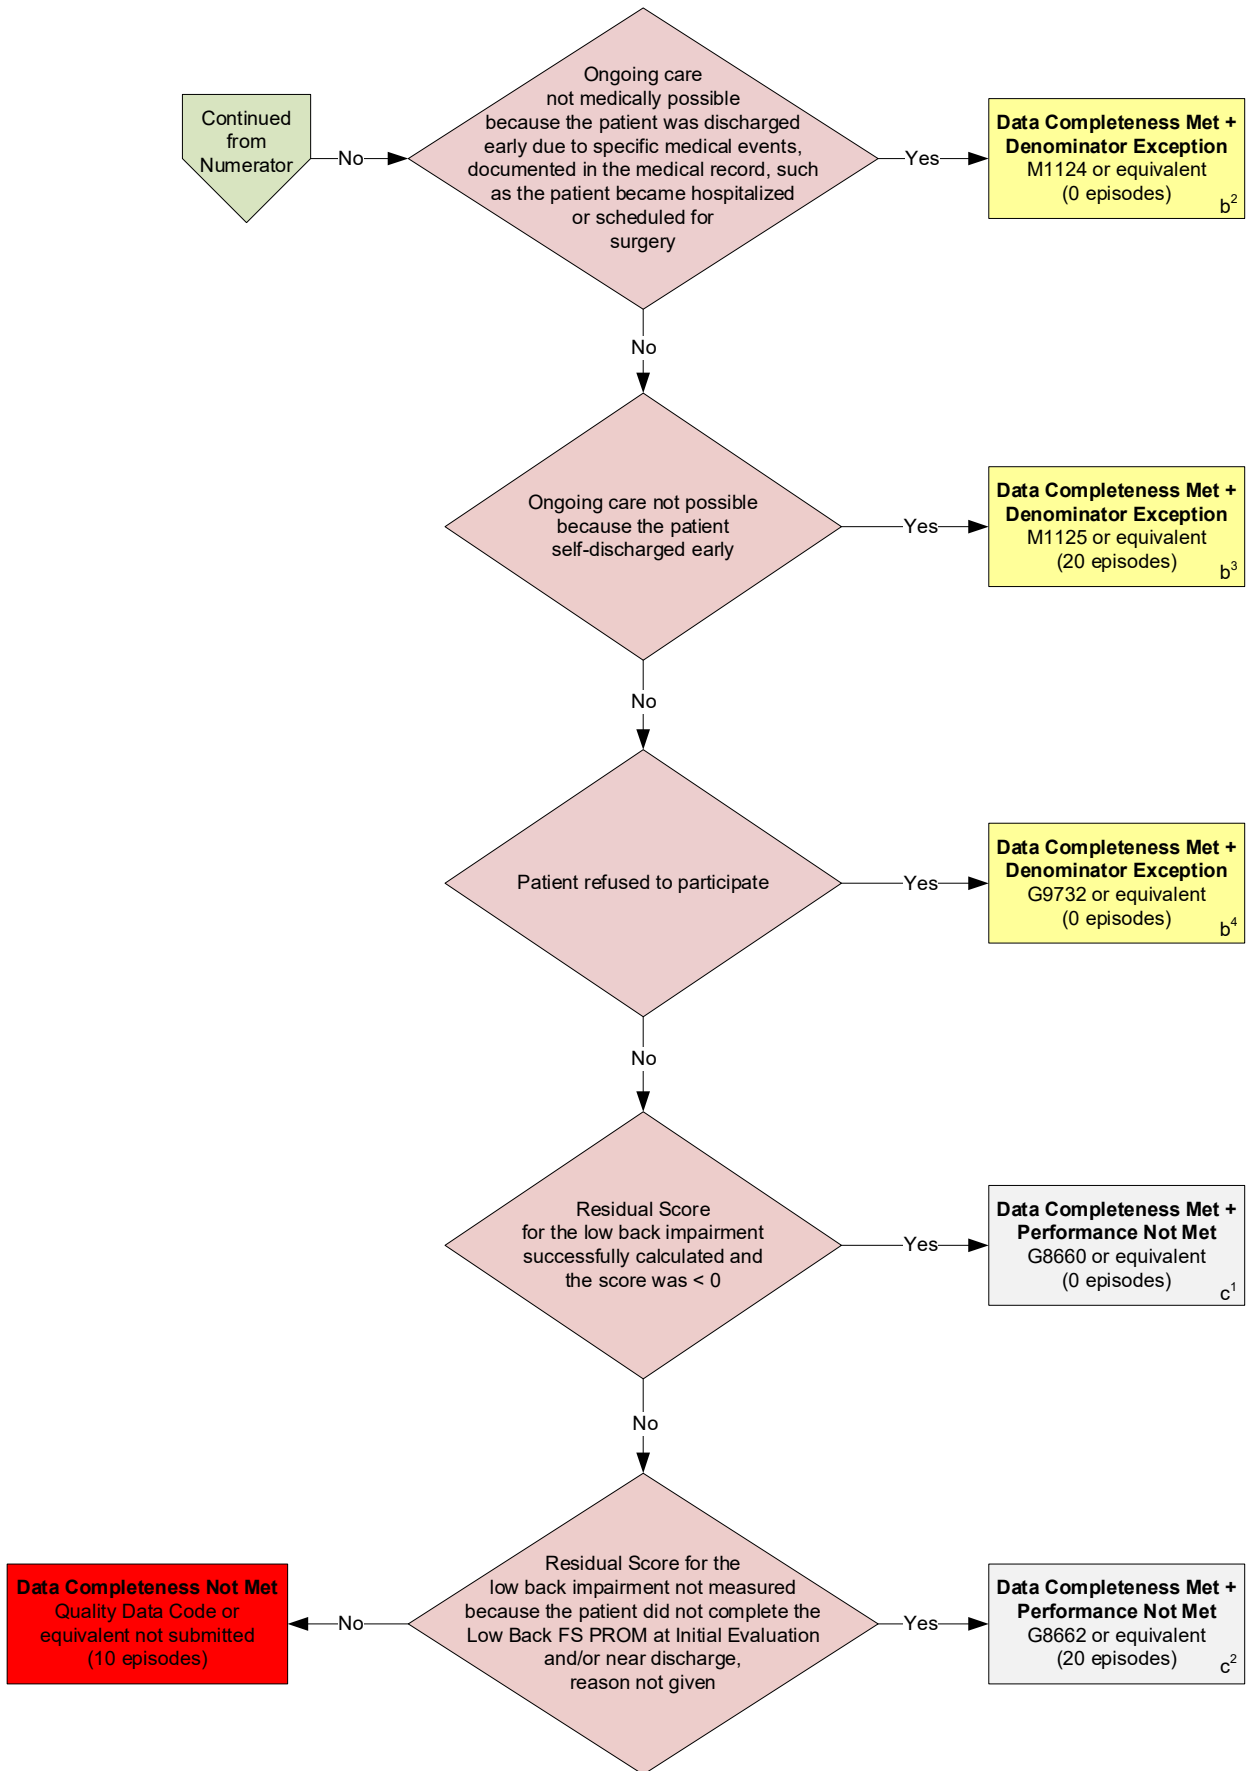 Continued
from
Numerator
No
Ongoing care
not medically possible
because the patient was discharged
early due to specific medical events,
documented in the medical record, such
as the patient became hospitalized
or scheduled for
surgery
Yes
Data Completeness Met +
Denominator Exception
M1124 or equivalent
(0 episodes)
b²
No
Ongoing care not possible
because the patient
self-discharged early
Yes
Data Completeness Met +
Denominator Exception
M1125 or equivalent
(20 episodes)
b³
No
Patient refused to participate
Yes
Data Completeness Met +
Denominator Exception
G9732 or equivalent
(0 episodes)
b⁴
No
Residual Score
for the low back impairment
successfully calculated and
the score was < 0
Yes
Data Completeness Met +
Performance Not Met
G8660 or equivalent
(0 episodes)
c¹
No
Data Completeness Not Met
Quality Data Code or
equivalent not submitted
(10 episodes)
No
Residual Score for the
low back impairment not measured
because the patient did not complete the
Low Back FS PROM at Initial Evaluation
and/or near discharge,
reason not given
Yes
Data Completeness Met +
Performance Not Met
G8662 or equivalent
(20 episodes)
c²